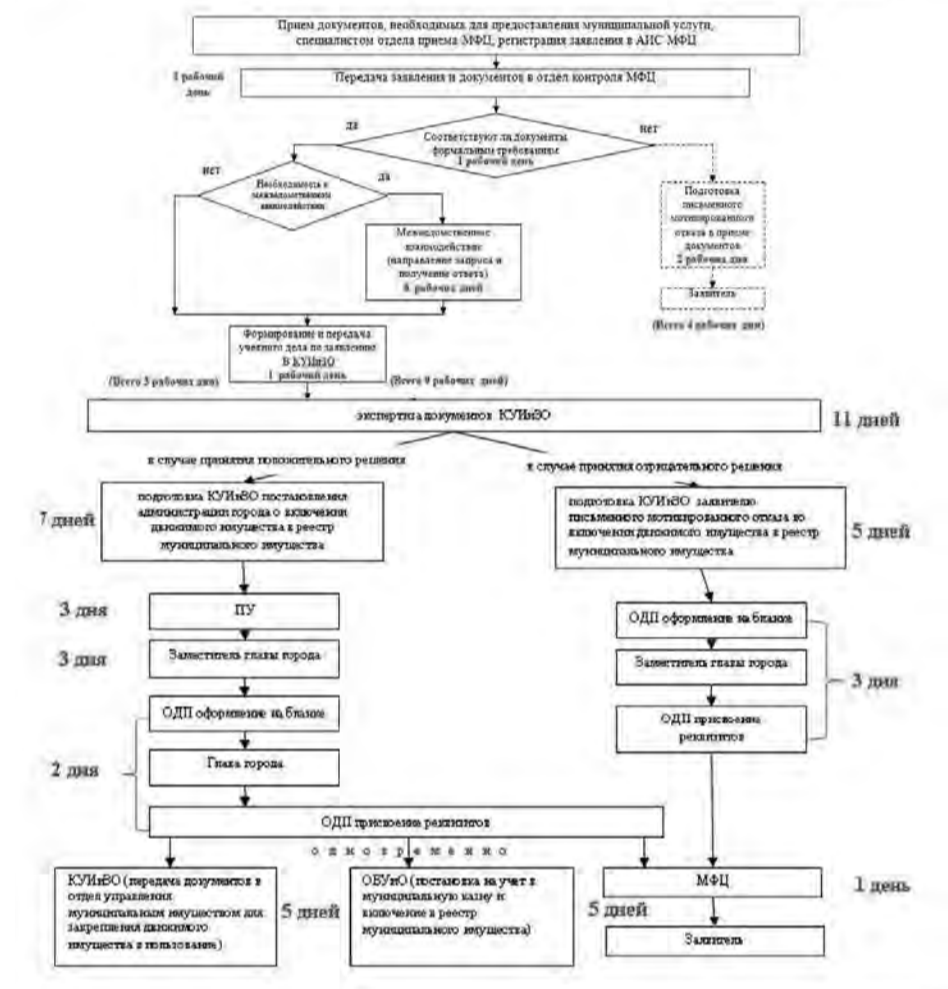 Прием документов, необходимых для предоставления муниципальной услуги,
специалистом отдела приема МФЦ, регистрация заявления в АИС МФЦ
1 рабочий
день
Передача заявления и документов в отдел контроля МФЦ
да
Соответствуют ли документы
формальным требованиям
1 рабочий день
нет
нет
Необходимость в
межведомственном
взаимодействии
да
Подготовка
письменного
мотивированного
отказа в приеме
документов
2 рабочих дня
Межведомственное
взаимодействие
(направление запроса и
получение ответа)
6 рабочих дней
Заявитель
(Всего 4 рабочих дня)
Формирование и передача
учетного дела по заявлению
В КУИиЗО
1 рабочий день
(Всего 3 рабочих дня)
(Всего 9 рабочих дней)
экспертиза документов КУИиЗО
11 дней
в случае принятия положительного решения
в случае принятия отрицательного решения
7 дней
подготовка КУИиЗО постановления
администрации города о включении
движимого имущества в реестр
муниципального имущества
подготовка КУИиЗО заявителю
письменного мотивированного отказа во
включении движимого имущества в реестр
муниципального имущества
5 дней
3 дня
ПУ
ОДП оформление на бланке
3 дня
Заместитель главы города
Заместитель главы города
3 дня
ОДП оформление на бланке
ОДП присвоение
реквизитов
2 дня
Глава города
ОДП присвоение реквизитов
о д н о в р е м е н н о
КУИиЗО (передача документов в
отдел управления
муниципальным имуществом для
закрепления движимого
имущества в пользование)
5 дней
ОБУиО (постановка на учет в
муниципальную казну и
включение в реестр
муниципального имущества)
5 дней
МФЦ
1 день
Заявитель